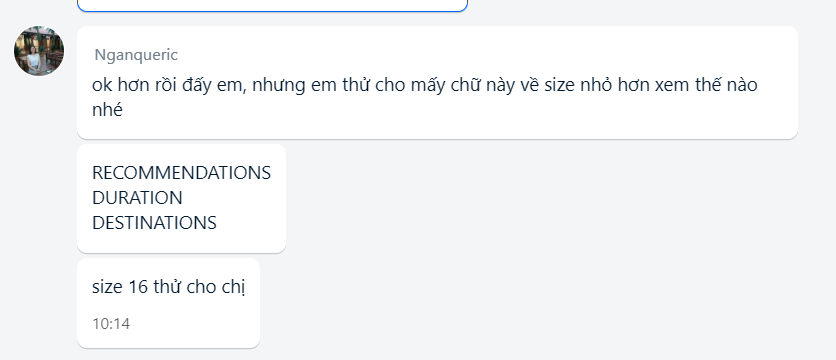 Nganqueric
ok hơn rồi đấy em, nhưng em thử cho mấy chữ này về size nhỏ hơn xem thế nào
nhé
RECOMMENDATIONS
DURATION
DESTINATIONS
size 16 thử cho chị
10:14